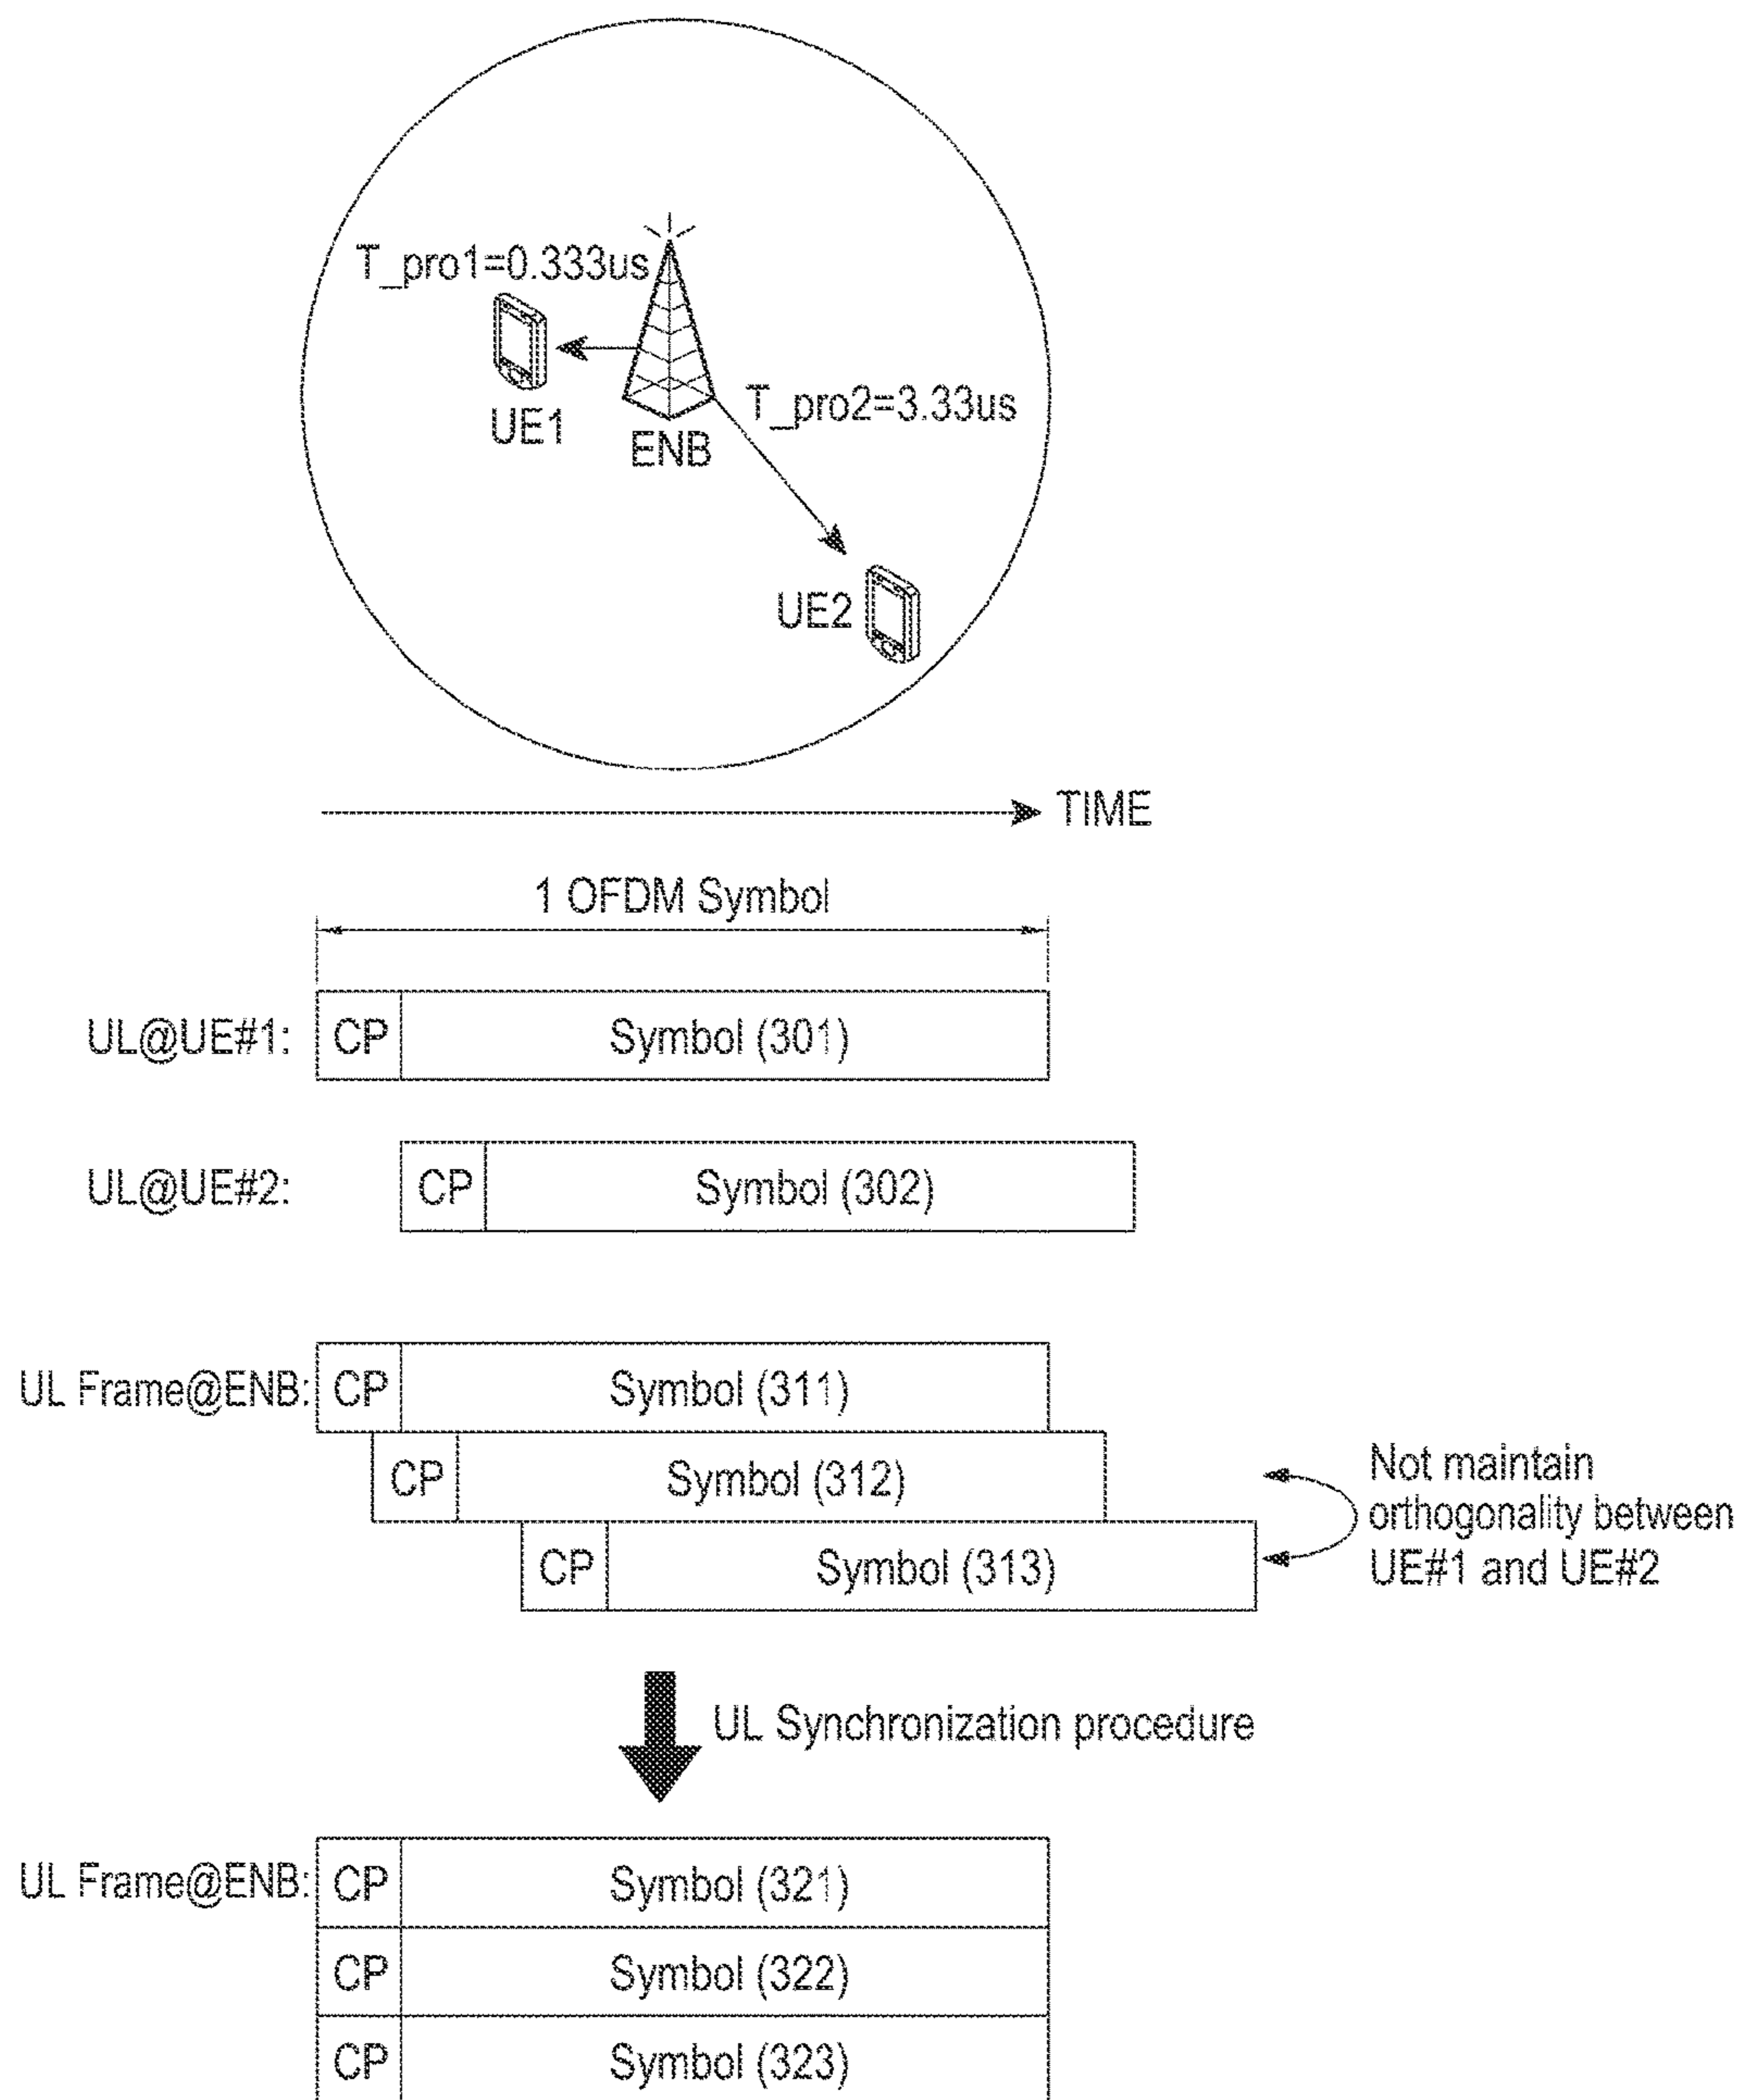 T_pro1=0.333us
UE1
ENB
T_pro2=3.33us
UE2
TIME
1 OFDM Symbol
UL@UE#1: CP Symbol (301)
UL@UE#2: CP Symbol (302)
UL Frame@ENB: CP Symbol (311)
CP Symbol (312)
CP Symbol (313)
Not maintain
orthogonality between
UE#1 and UE#2
UL Synchronization procedure
UL Frame@ENB: CP Symbol (321)
CP Symbol (322)
CP Symbol (323)